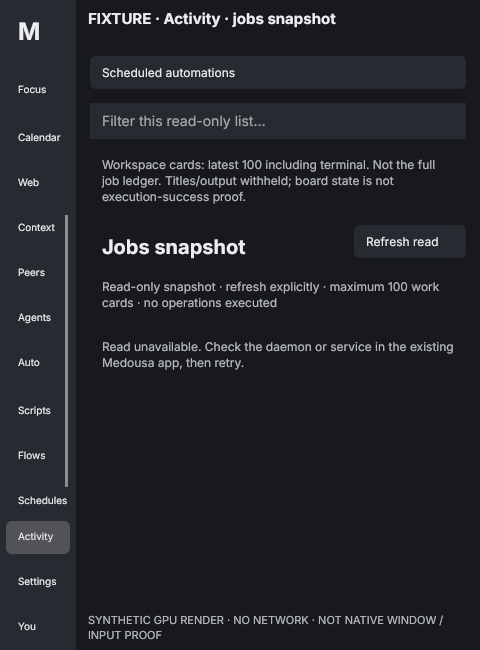 M
Focus
Calendar
Web
Context
Peers
Agents
Auto
Scripts
Flows
Schedules
Activity
Settings
You
FIXTURE · Activity · jobs snapshot
Scheduled automations
Filter this read-only list...
Workspace cards: latest 100 including terminal. Not the full
job ledger. Titles/output withheld; board state is not
execution-success proof.
Jobs snapshot
Refresh read
Read-only snapshot · refresh explicitly · maximum 100 work
cards · no operations executed
Read unavailable. Check the daemon or service in the existing
Medousa app, then retry.
SYNTHETIC GPU RENDER · NO NETWORK · NOT NATIVE WINDOW /
INPUT PROOF